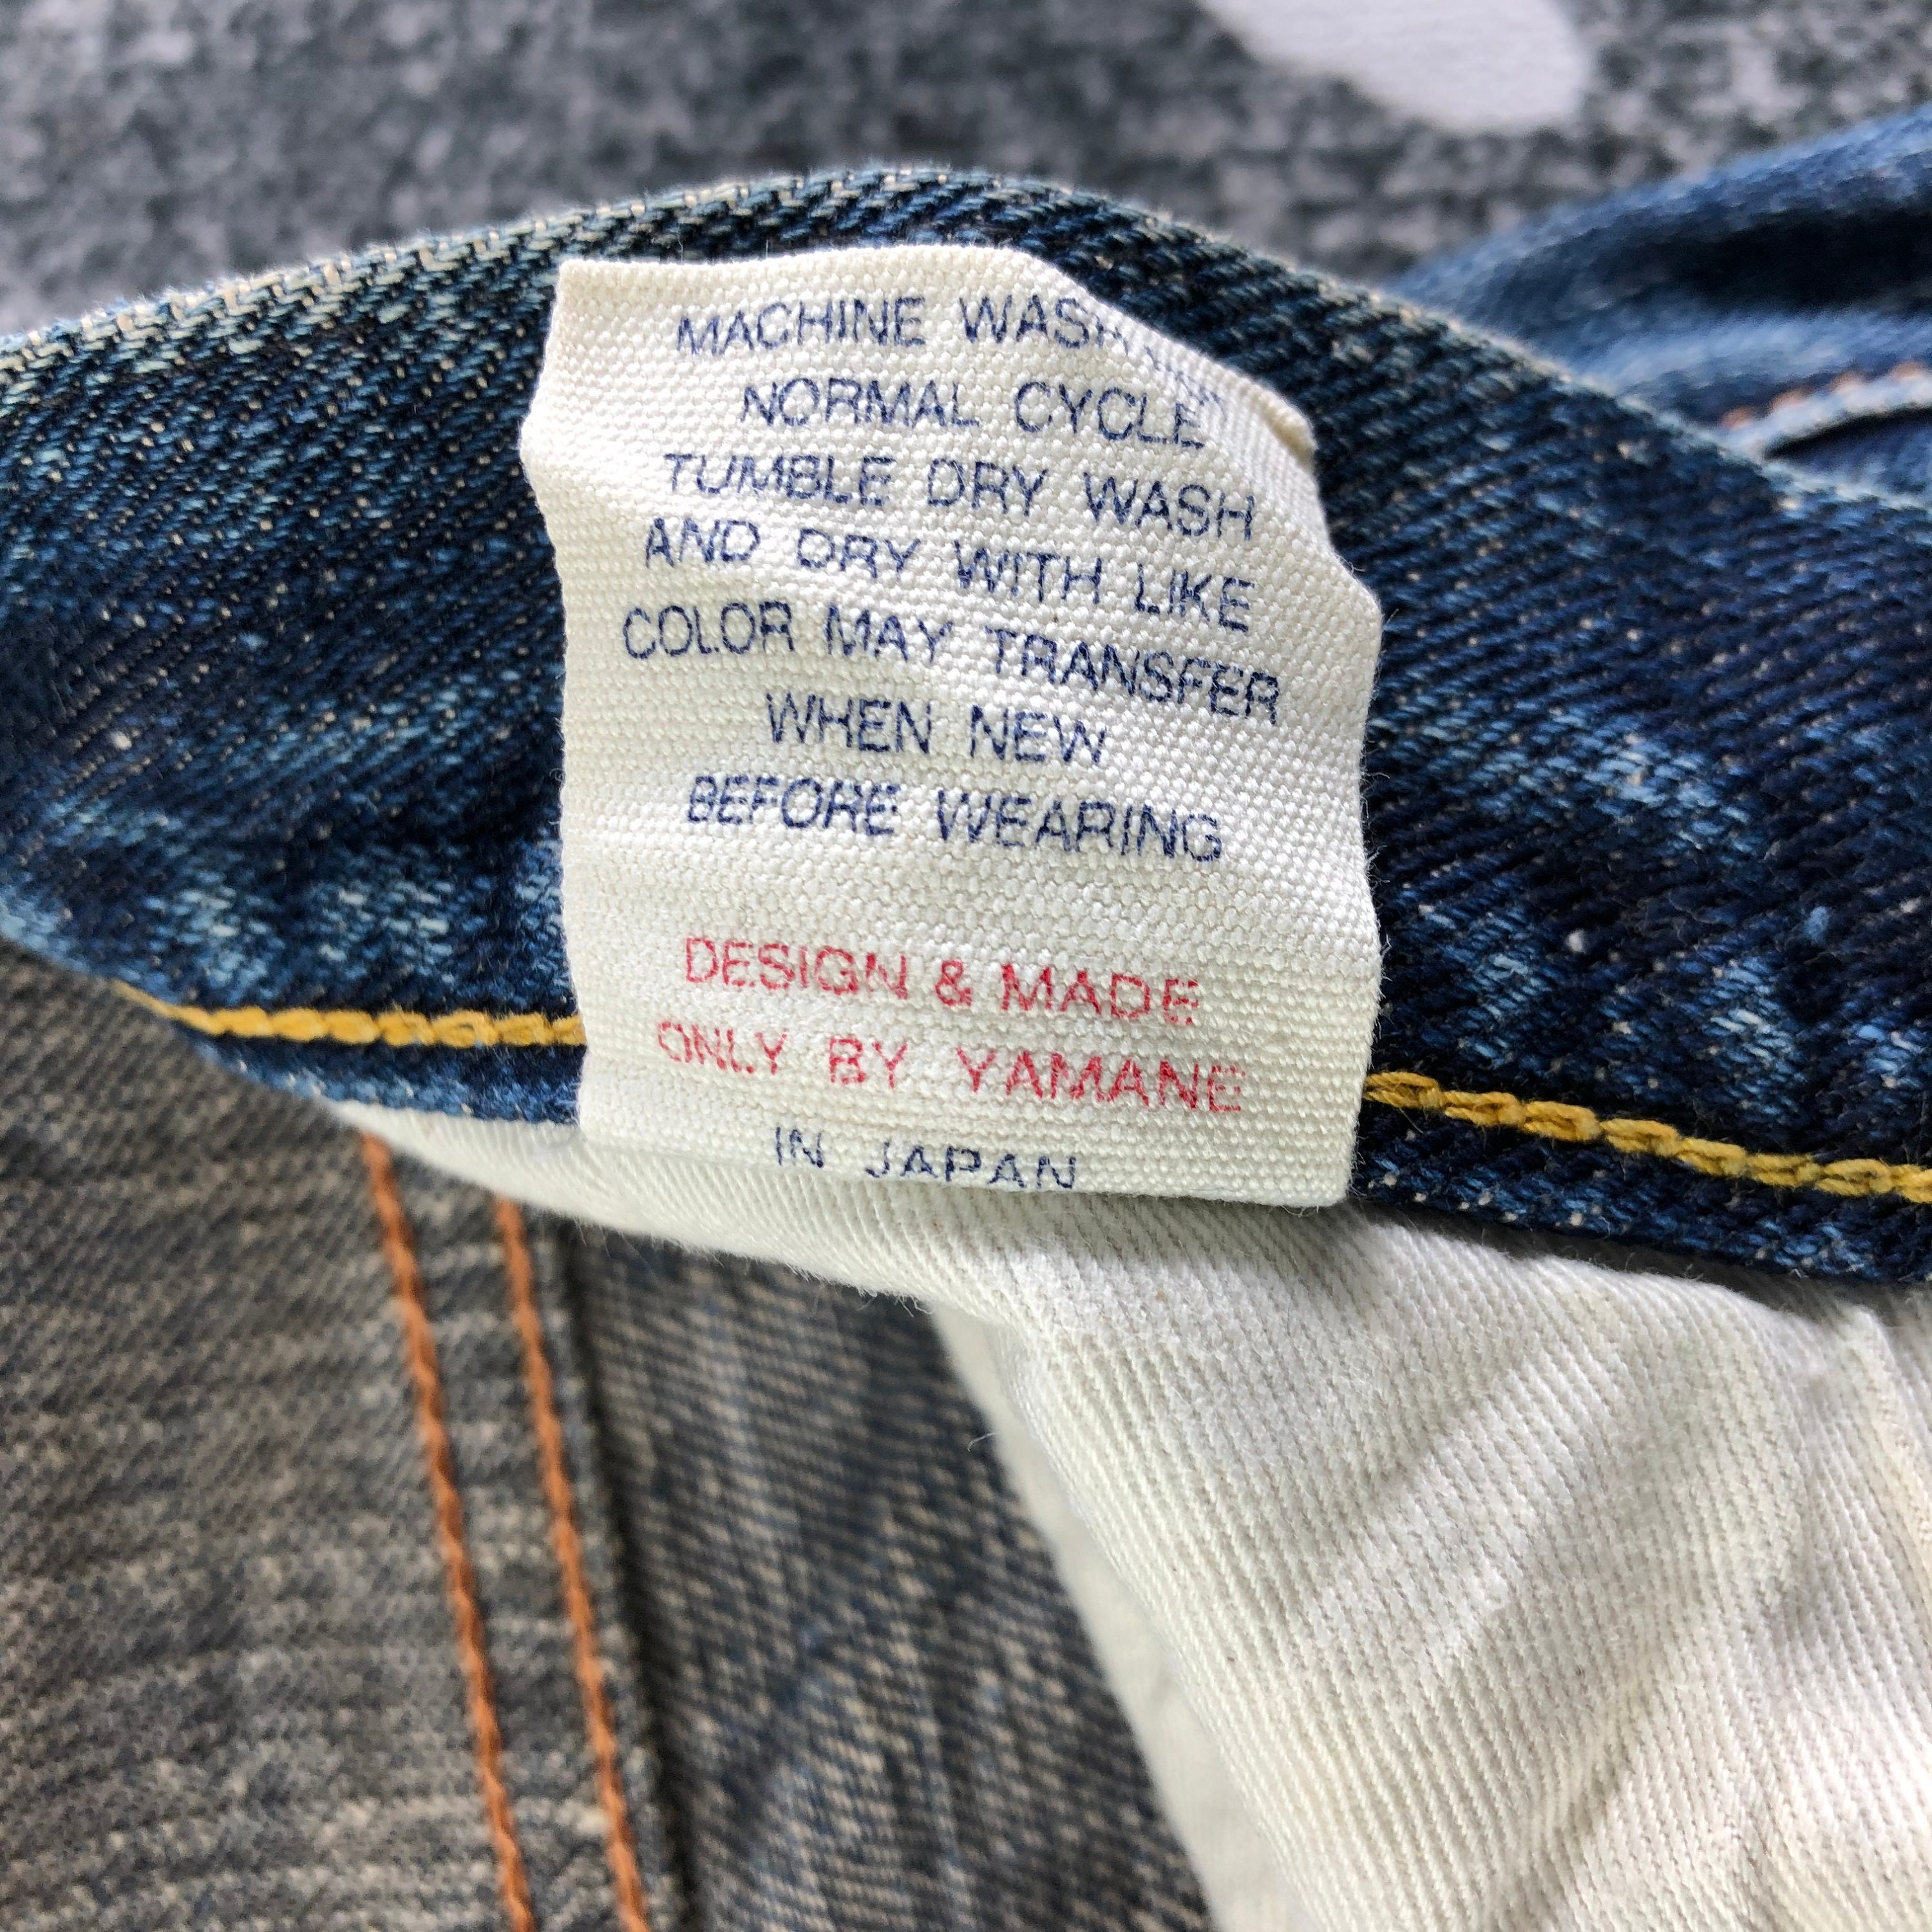 MACHINE WASH
NORMAL CYCLE
TUMBLE DRY WASH
AND DRY WITH LIKE
COLOR MAY TRANSFER
WHEN NEW
BEFORE WEARING
DESIGN & MADE
ONLY BY YAMANE
IN JAPAN